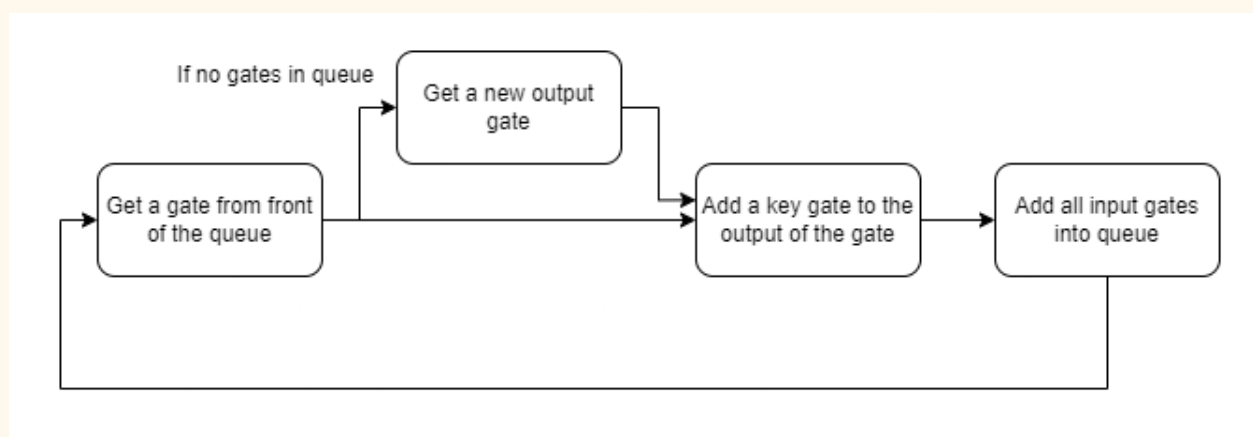 If no gates in queue
Get a new output
gate
Get a gate from front
of the queue
Add a key gate to the
output of the gate
Add all input gates
into queue